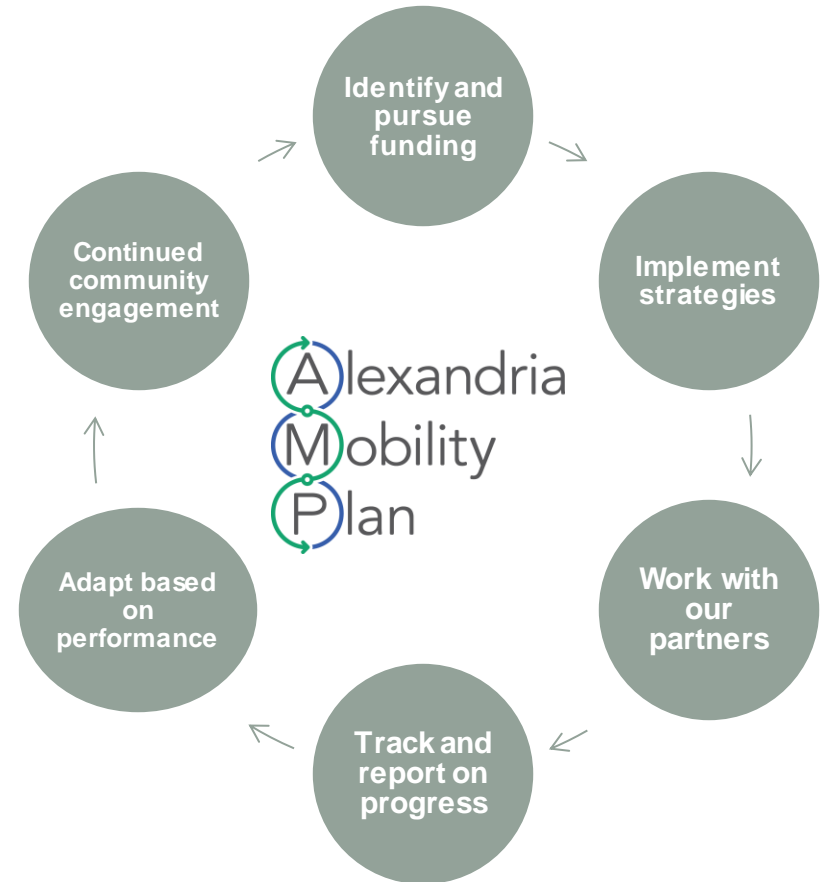 Identify and
pursue
funding
Implement
strategies
Work with
our
partners
Track and
report on
progress
Adapt based
on
performance
Continued
community
engagement
Alexandria
Mobility
Plan